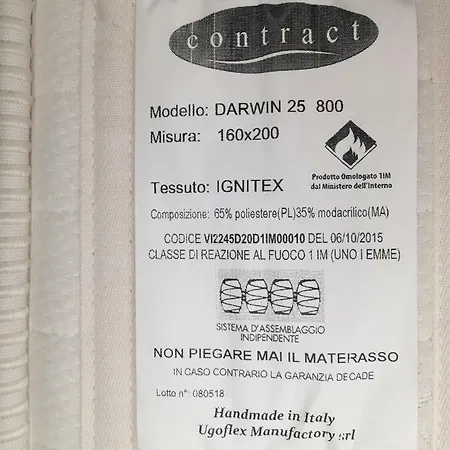 contract
Modello: DARWIN 25 800
Misura: 160x200
Prodotto Omologato 1IM
dal Ministero dell'Interno
Tessuto: IGNITEX
Composizione: 65% poliestere(PL)35% modacrilico(MA)
CODICE VI2245D20D1IM00010 DEL 06/10/2015
CLASSE DI REAZIONE AL FUOCO 1 IM (UNO I EMME)
SISTEMA D'ASSEMBLAGGIO
INDIPENDENTE
NON PIEGARE MAI IL MATERASSO
IN CASO CONTRARIO LA GARANZIA DECADE
Lotto n°: 080518
Handmade in Italy
Ugoflex Manufactory srl